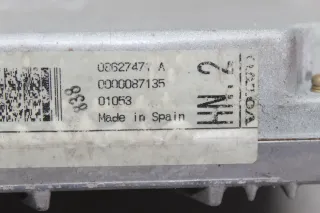 00627471 A
0000087135
01053
Made in Spain
838
HN.2
VOLVO